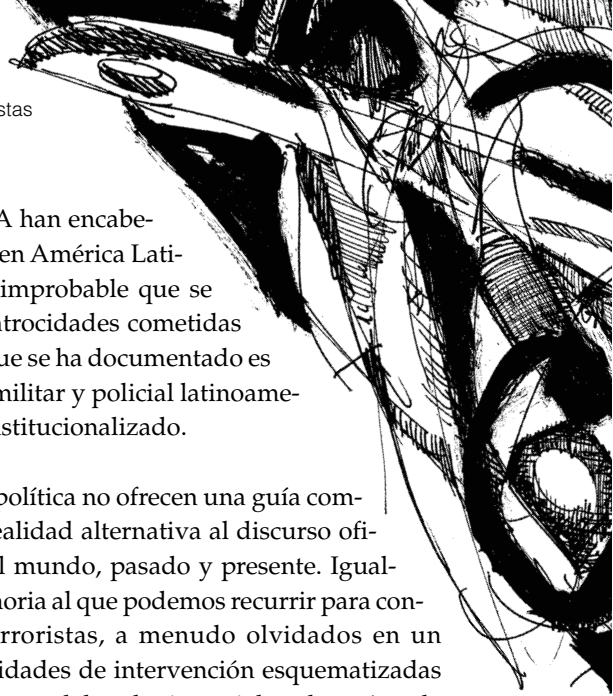 stas
A han encabe-
en América Lati-
improbable que se
atrocidades cometidas
ue se ha documentado es
militar y policial latinoame-
nstitucionalizado.
política no ofrecen una guía com-
ealidad alternativa al discurso ofi-
l mundo, pasado y presente. Igual-
noria al que podemos recurrir para con-
rroristas, a menudo olvidados en un
idades de intervención esquematizadas